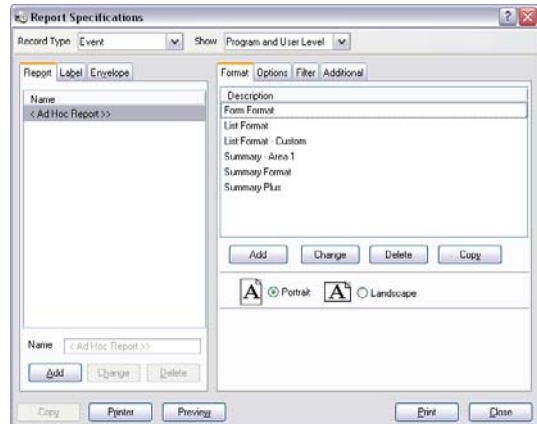 Report Specifications
Record Type Event Show Program and User Level
Report Label Envelope
Format Options Filter Additional
Name
< Ad Hoc Report >>
Description
Form Format
List Format
List Format - Custom
Summary - Area 1
Summary Format
Summary Plus
Add Change Delete Copy
A Portrait A Landscape
Name < Ad Hoc Report >>
Add Change Delete
Copy Printer Preview Print Close